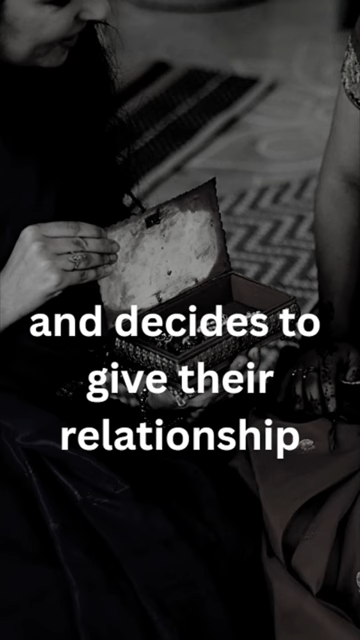 and decides to
give their
relationship